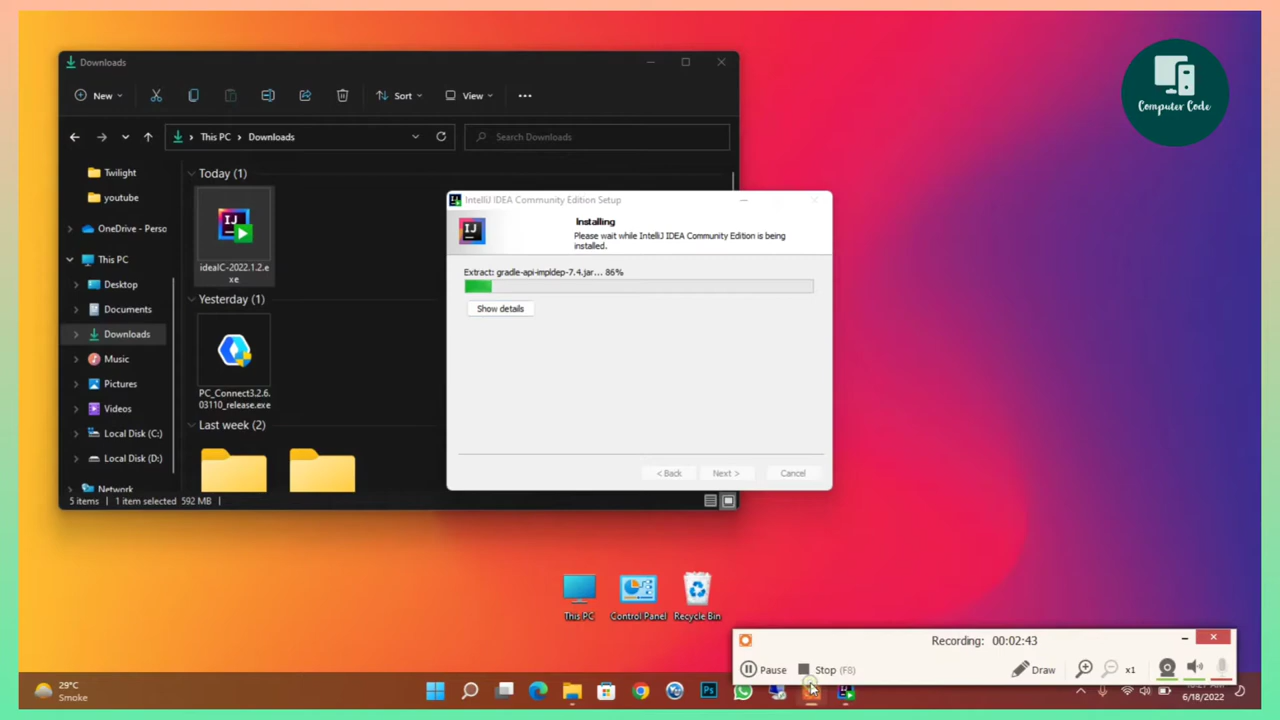 Downloads
New
Sort
View
This PC > Downloads
Search Downloads
Computer Code
Twilight
youtube
OneDrive - Perso
This PC
Desktop
Documents
Downloads
Music
Pictures
Videos
Local Disk (C:)
Local Disk (D:)
Network
Today (1)
ideaIC-2022.1.2.e
xe
Yesterday (1)
PC_Connect3.2.6.
03110_release.exe
Last week (2)
5 items
1 item selected 592 MB
IntelliJ IDEA Community Edition Setup
Installing
Please wait while IntelliJ IDEA Community Edition is being
installed.
Extract: gradle-api-impldep-7.4.jar... 86%
Show details
< Back
Next >
Cancel
This PC
Control Panel
Recycle Bin
Recording: 00:02:43
Pause
Stop (F8)
Draw
x1
29°C
Smoke
6/18/2022